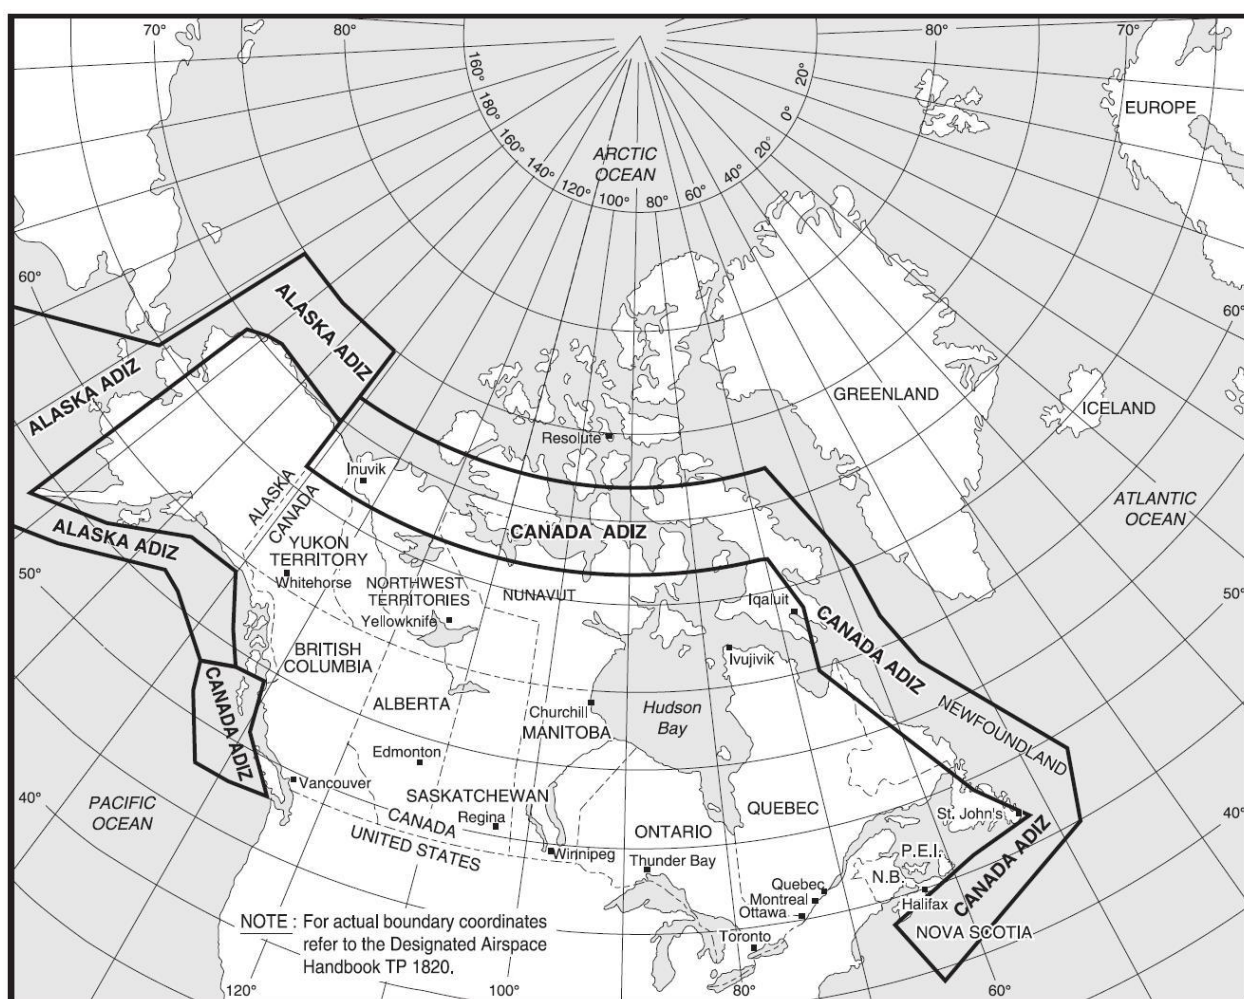 70°
80°
80°
70°
160°
180°
160°
140°
120°
100°
80°
60°
40°
20°
0°
20°
EUROPE
ARCTIC
OCEAN
60°
60°
ALASKA ADIZ
ALASKA ADIZ
GREENLAND
ICELAND
Resolute
Inuvik
ALASKA
CANADA
ATLANTIC
OCEAN
ALASKA ADIZ
CANADA ADIZ
50°
50°
YUKON
TERRITORY
Whitehorse
NORTHWEST
TERRITORIES
Yellowknife
NUNAVUT
Iqaluit
CANADA ADIZ
BRITISH
COLUMBIA
Ivujivik
CANADA ADIZ
ALBERTA
Churchill
MANITOBA
Hudson
Bay
NEWFOUNDLAND
Edmonton
Vancouver
40°
40°
PACIFIC
OCEAN
SASKATCHEWAN
Regina
CANADA
UNITED STATES
Winnipeg
ONTARIO
Thunder Bay
QUEBEC
St. John's
CANADA ADIZ
P.E.I.
N.B.
Quebec
Montreal
Ottawa
Halifax
NOVA SCOTIA
Toronto
NOTE : For actual boundary coordinates
refer to the Designated Airspace
Handbook TP 1820.
120°
100°
80°
60°